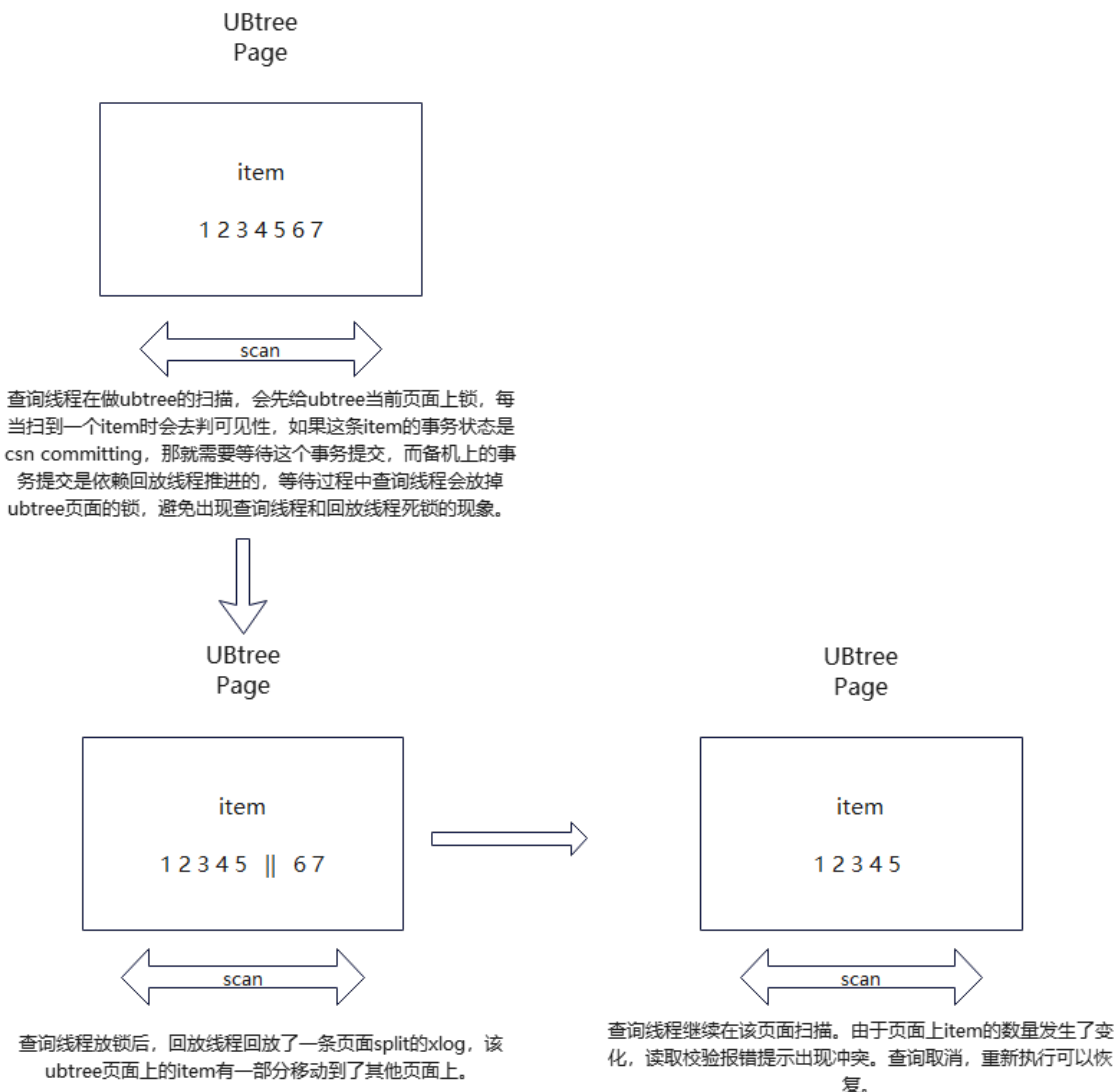 UBtree
Page
item
1 2 3 4 5 6 7
scan
查询线程在做ubtree的扫描，会先给ubtree当前页面上锁，每
当扫到一个item时会去判可见性，如果这条item的事务状态是
csn committing，那就需要等待这个事务提交，而备机上的事
务提交是依赖回放线程推进的，等待过程中查询线程会放掉
ubtree页面的锁，避免出现查询线程和回放线程死锁的现象。
UBtree
Page
item
1 2 3 4 5 || 6 7
scan
查询线程放锁后，回放线程回放了一条页面split的xlog，该
ubtree页面上的item有一部分移动到了其他页面上。
UBtree
Page
item
1 2 3 4 5
scan
查询线程继续在该页面扫描。由于页面上item的数量发生了变
化，读取校验报错提示出现冲突。查询取消，重新执行可以恢
复。